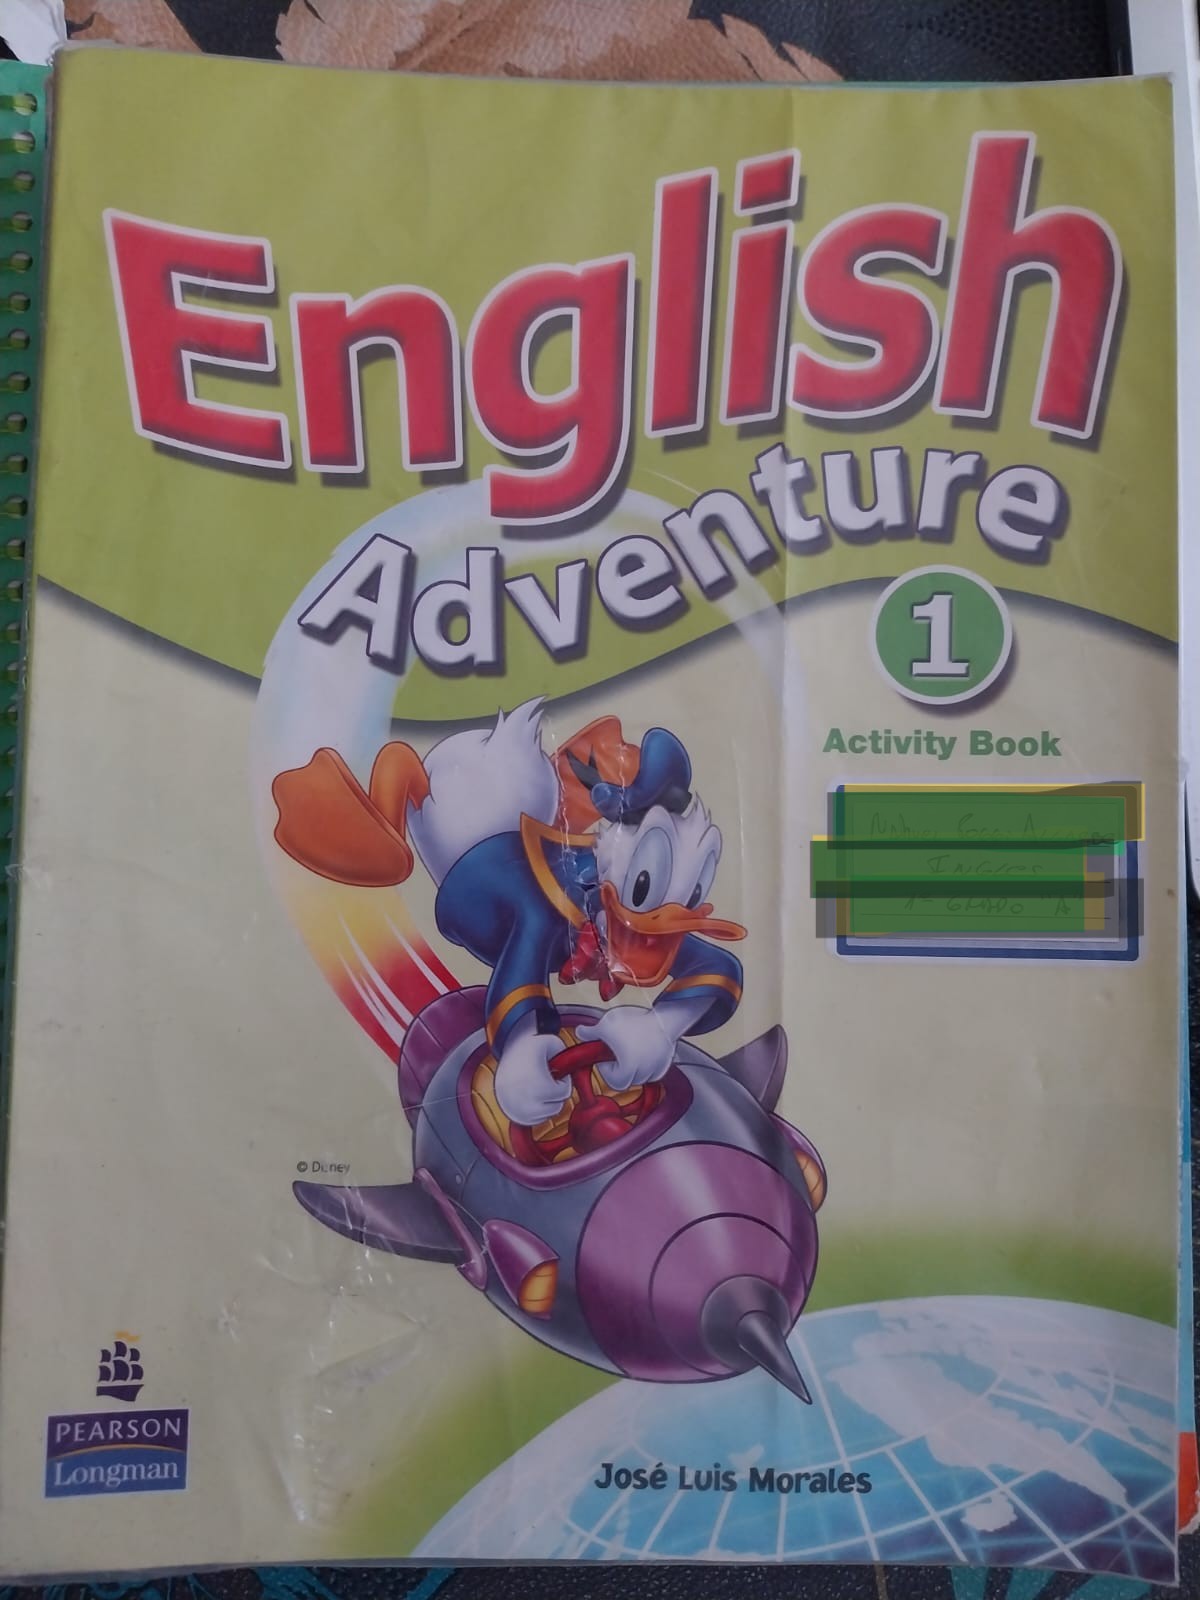 English
Adventure
1
Activity Book
© Disney
PEARSON
Longman
José Luis Morales